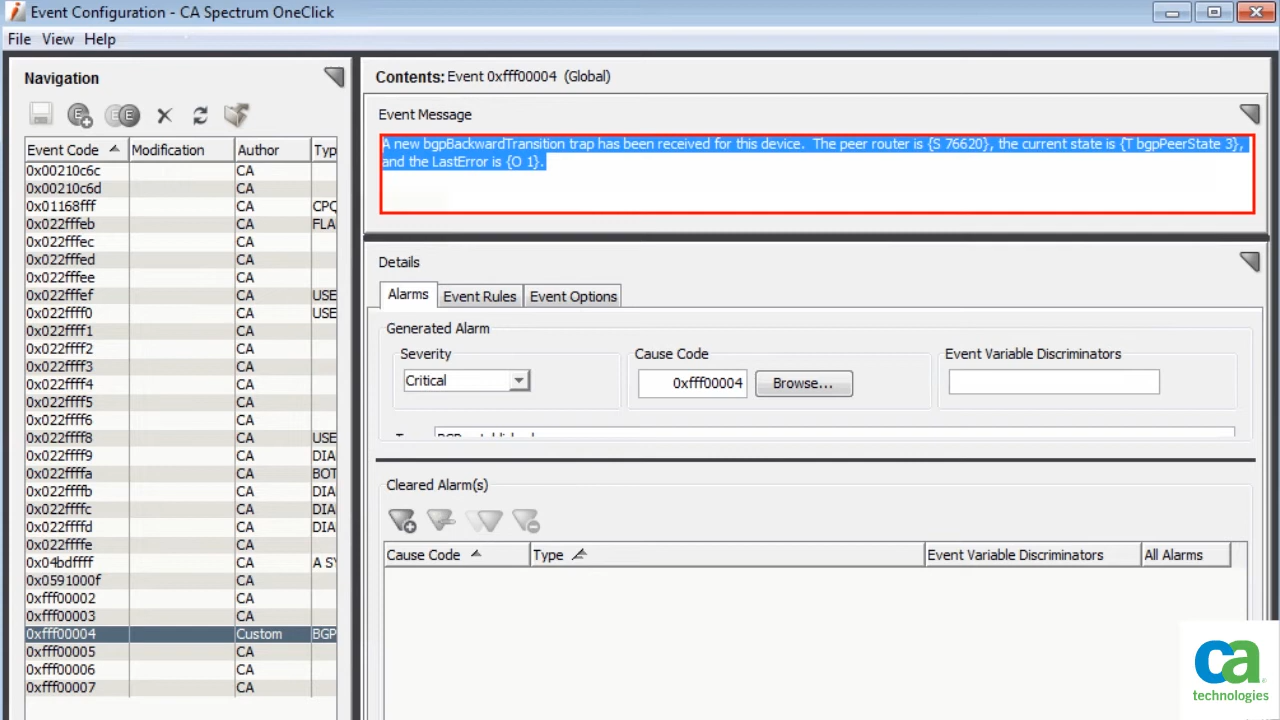 Event Configuration - CA Spectrum OneClick
File View Help
Navigation
Event Code Modification Author Typ
0x00210c6c CA
0x00210c6d CA
0x01168fff CA CPC
0x022fffeb CA FLA
0x022fffec CA
0x022fffed CA
0x022fffee CA
0x022fffef CA USE
0x022ffff0 CA USE
0x022ffff1 CA
0x022ffff2 CA
0x022ffff3 CA
0x022ffff4 CA
0x022ffff5 CA
0x022ffff6 CA
0x022ffff8 CA USE
0x022ffff9 CA DIA
0x022ffffa CA BOT
0x022ffffb CA DIA
0x022ffffc CA DIA
0x022ffffd CA DIA
0x022ffffe CA
0x04bdffff CA A SY
0x0591000f CA
0xfff00002 CA
0xfff00003 CA
0xfff00004 Custom BGP
0xfff00005 CA
0xfff00006 CA
0xfff00007 CA
Contents: Event 0xfff00004 (Global)
Event Message
A new bgpBackwardTransition trap has been received for this device. The peer router is {S 76620}, the current state is {T bgpPeerState 3},
and the LastError is {O 1}.
Details
Alarms Event Rules Event Options
Generated Alarm
Severity Cause Code Event Variable Discriminators
Critical 0xfff00004 Browse...
Cleared Alarm(s)
Cause Code Type Event Variable Discriminators All Alarms
ca
technologies